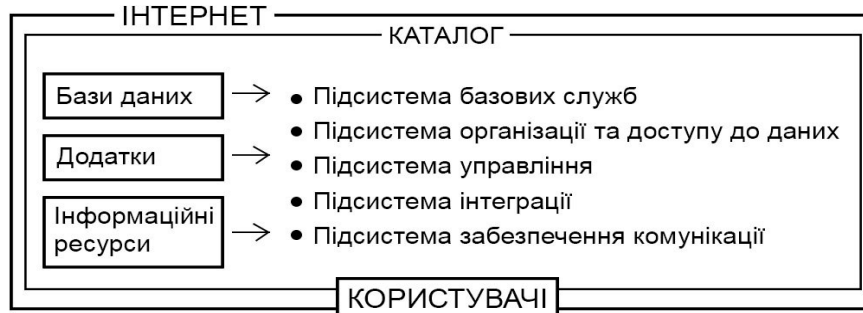 ІНТЕРНЕТ
КАТАЛОГ
Бази даних
Додатки
Інформаційні
ресурси
• Підсистема базових служб
• Підсистема організації та доступу до даних
• Підсистема управління
• Підсистема інтеграції
• Підсистема забезпечення комунікації
КОРИСТУВАЧІ